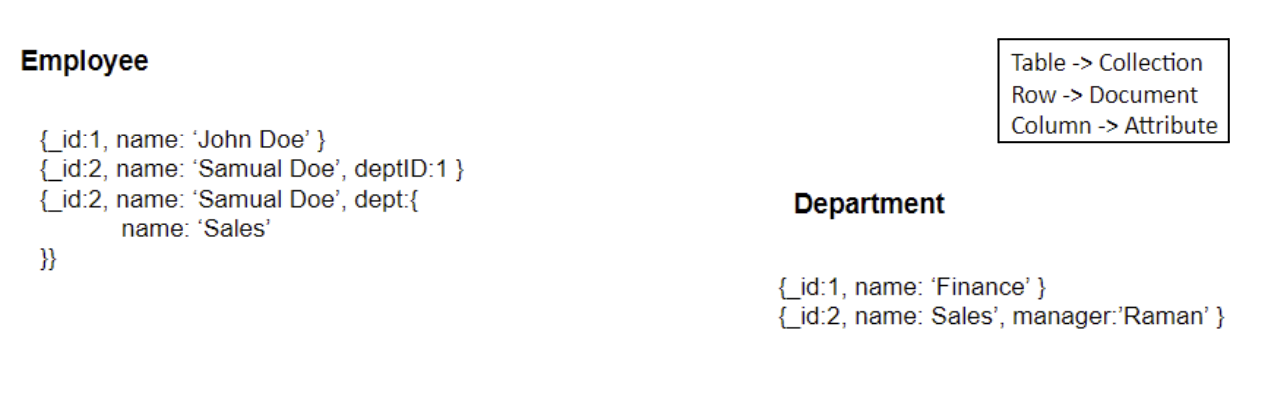 Employee
{_id:1, name: ‘John Doe’ }
{_id:2, name: ‘Samual Doe’, deptID:1 }
{_id:2, name: ‘Samual Doe’, dept:{
name: ‘Sales’
}}
Table -> Collection
Row -> Document
Column -> Attribute
Department
{_id:1, name: ‘Finance’ }
{_id:2, name: Sales’, manager:’Raman’ }